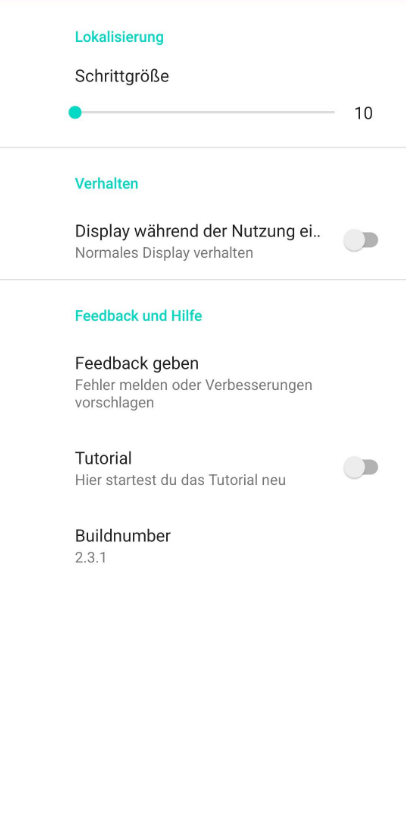 Lokalisierung
Schrittgröße
10
Verhalten
Display während der Nutzung ei..
Normales Display verhalten
Feedback und Hilfe
Feedback geben
Fehler melden oder Verbesserungen
vorschlagen
Tutorial
Hier startest du das Tutorial neu
Buildnumber
2.3.1